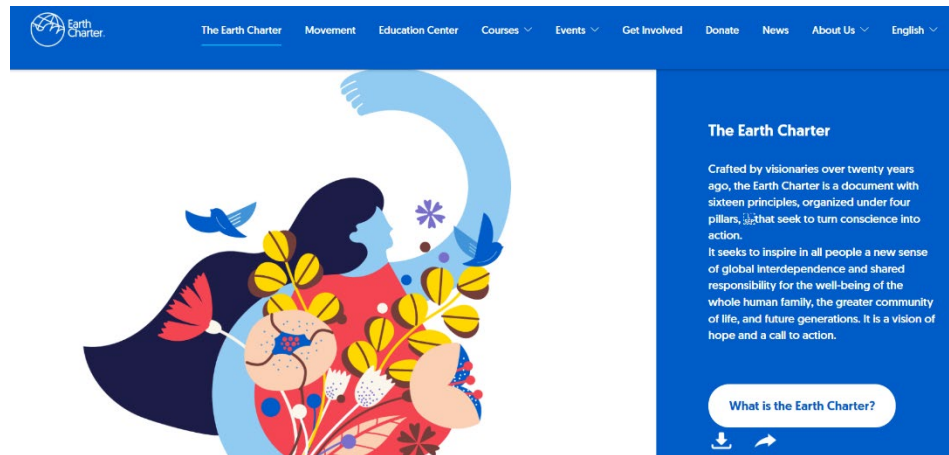 Earth
Charter.
The Earth Charter
Movement
Education Center
Courses
Events
Get Involved
Donate
News
About Us
English
The Earth Charter
Crafted by visionaries over twenty years
ago, the Earth Charter is a document with
sixteen principles, organized under four
pillars, that seek to turn conscience into
action.
It seeks to inspire in all people a new sense
of global interdependence and shared
responsibility for the well-being of the
whole human family, the greater community
of life, and future generations. It is a vision of
hope and a call to action.
What is the Earth Charter?